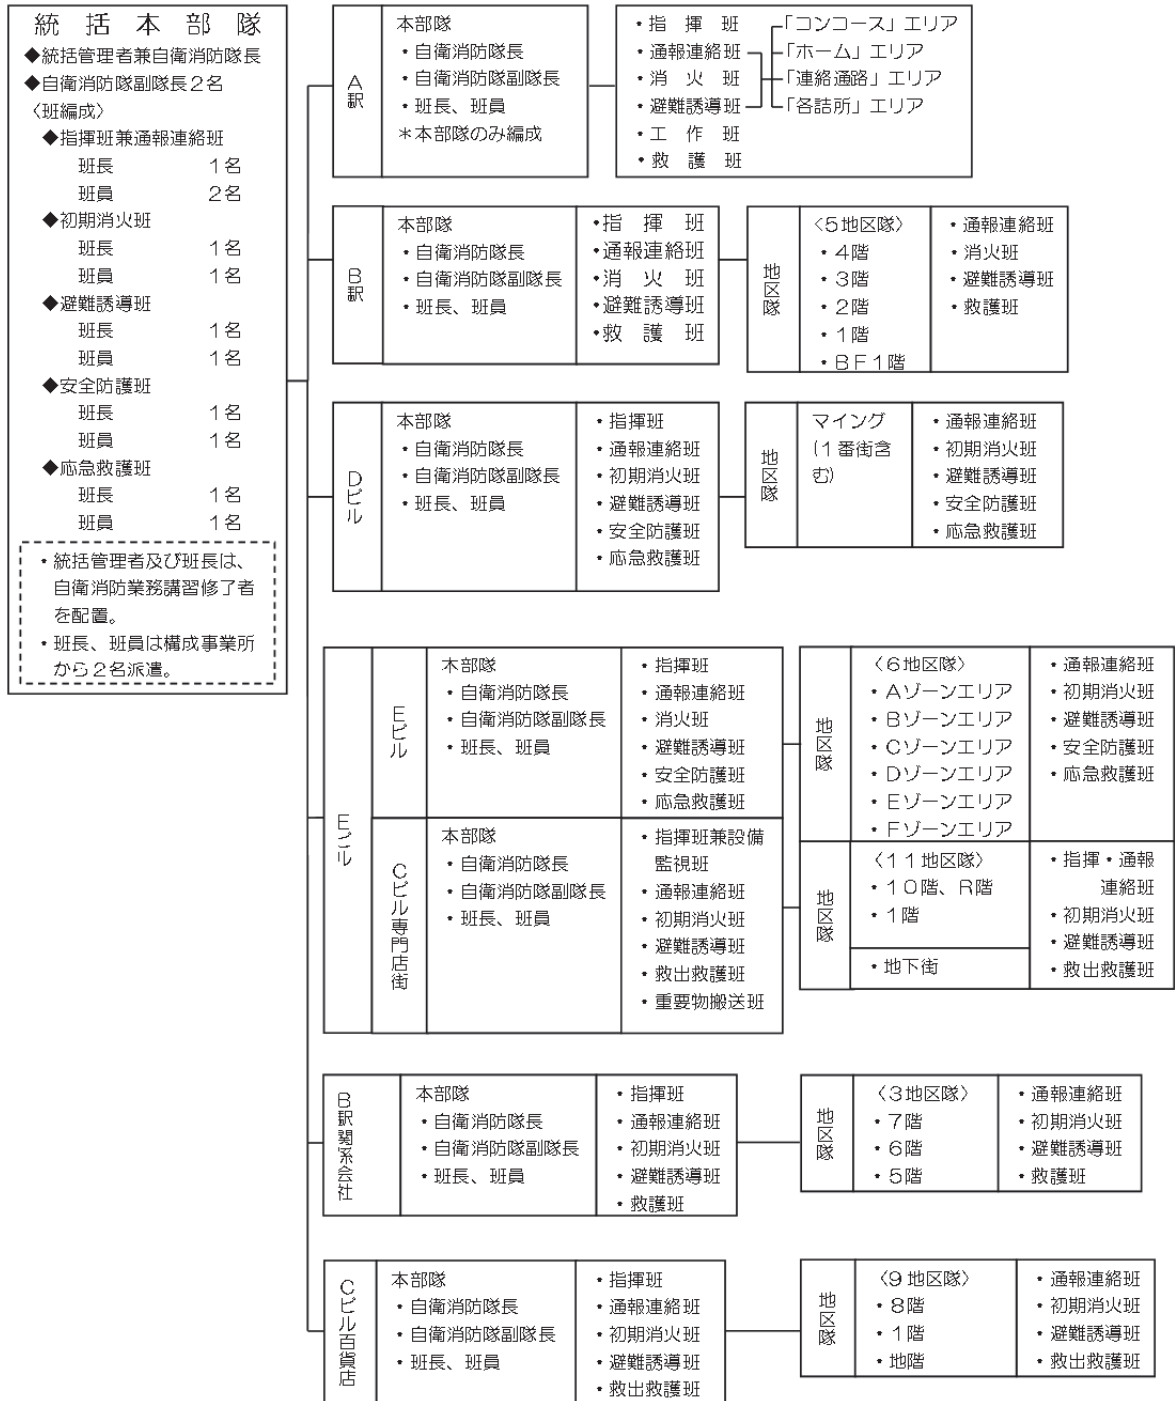 統括本部隊
◆統括管理者兼自衛消防隊長
◆自衛消防隊副隊長２名
〈班編成〉
◆指揮班兼通報連絡班
班長 １名
班員 ２名
◆初期消火班
班長 １名
班員 １名
◆避難誘導班
班長 １名
班員 １名
◆安全防護班
班長 １名
班員 １名
◆応急救護班
班長 １名
班員 １名
・統括管理者及び班長は、
自衛消防業務講習修了者
を配置。
・班長、班員は構成事業所
から２名派遣。
Ａ駅
本部隊
・自衛消防隊長
・自衛消防隊副隊長
・班長、班員
＊本部隊のみ編成
・指揮班
・通報連絡班
・消火班
・避難誘導班
・工作班
・救護班
「コンコース」エリア
「ホーム」エリア
「連絡通路」エリア
「各詰所」エリア
Ｂ駅
本部隊
・自衛消防隊長
・自衛消防隊副隊長
・班長、班員
・指揮班
・通報連絡班
・消火班
・避難誘導班
・救護班
地区隊
〈５地区隊〉
・４階
・３階
・２階
・１階
・ＢＦ１階
・通報連絡班
・消火班
・避難誘導班
・救護班
Ｄビル
本部隊
・自衛消防隊長
・自衛消防隊副隊長
・班長、班員
・指揮班
・通報連絡班
・初期消火班
・避難誘導班
・安全防護班
・応急救護班
地区隊
マイング
(１番街含
む)
・通報連絡班
・初期消火班
・避難誘導班
・安全防護班
・応急救護班
Ｅビル
Ｅビル
本部隊
・自衛消防隊長
・自衛消防隊副隊長
・班長、班員
・指揮班
・通報連絡班
・消火班
・避難誘導班
・安全防護班
・応急救護班
地区隊
〈６地区隊〉
・Ａゾーンエリア
・Ｂゾーンエリア
・Ｃゾーンエリア
・Ｄゾーンエリア
・Ｅゾーンエリア
・Ｆゾーンエリア
・通報連絡班
・初期消火班
・避難誘導班
・安全防護班
・応急救護班
Ｃビル専門店街
本部隊
・自衛消防隊長
・自衛消防隊副隊長
・班長、班員
・指揮班兼設備
監視班
・通報連絡班
・初期消火班
・避難誘導班
・救出救護班
・重要物搬送班
地区隊
〈１１地区隊〉
・１０階、Ｒ階
・１階
・地下街
・指揮・通報
連絡班
・初期消火班
・避難誘導班
・救出救護班
Ｂ駅関係会社
本部隊
・自衛消防隊長
・自衛消防隊副隊長
・班長、班員
・指揮班
・通報連絡班
・初期消火班
・避難誘導班
・救護班
地区隊
〈３地区隊〉
・７階
・６階
・５階
・通報連絡班
・初期消火班
・避難誘導班
・救護班
Ｃビル百貨店
本部隊
・自衛消防隊長
・自衛消防隊副隊長
・班長、班員
・指揮班
・通報連絡班
・初期消火班
・避難誘導班
・救出救護班
地区隊
〈９地区隊〉
・８階
・１階
・地階
・通報連絡班
・初期消火班
・避難誘導班
・救出救護班